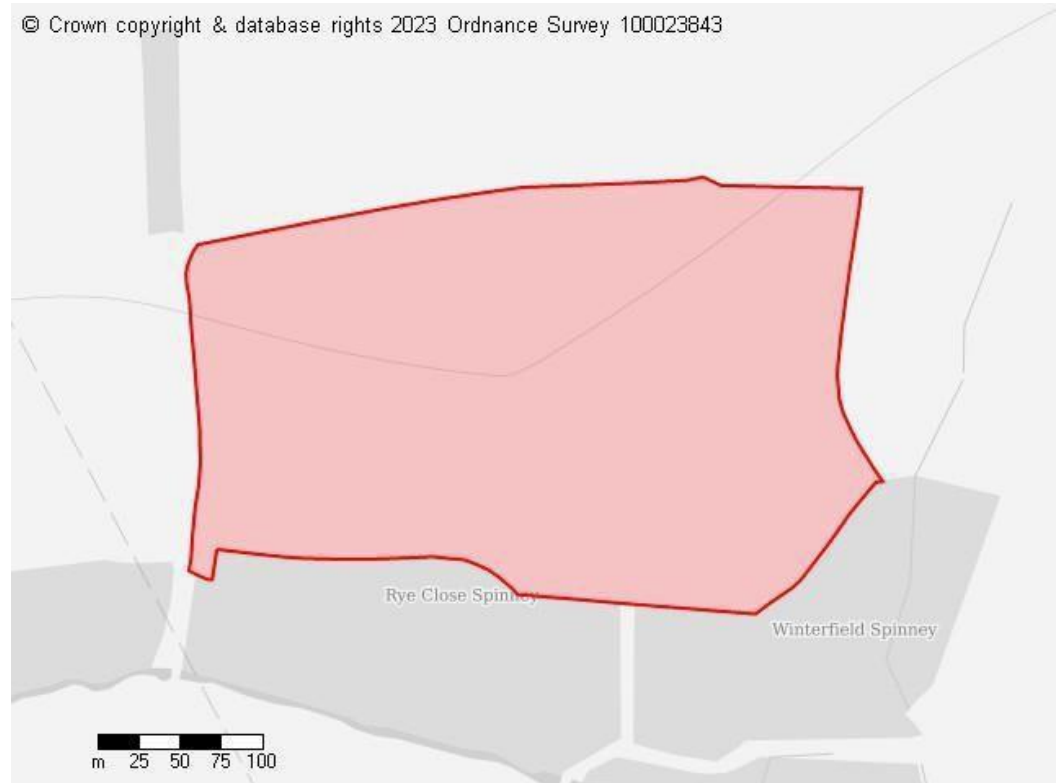 © Crown copyright & database rights 2023 Ordnance Survey 100023843
Rye Close Spinney
Winterfield Spinney
m 25 50 75 100